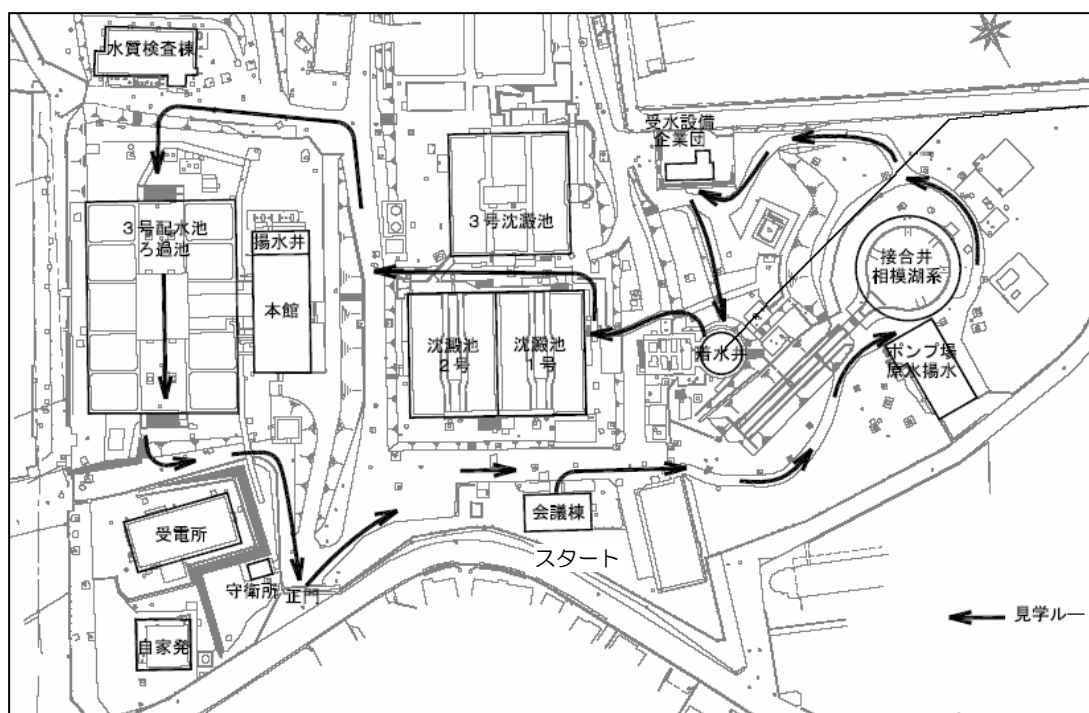 水質検査棟
受水設備
企業団
3号沈澱池
3号配水池
ろ過池
揚水井
本館
接合井
相模湖系
沈澱池
2号
沈澱池
1号
着水井
ポンプ場
原水揚水
会議棟
スタート
受電所
守衛所
正門
自家発
見学ルー